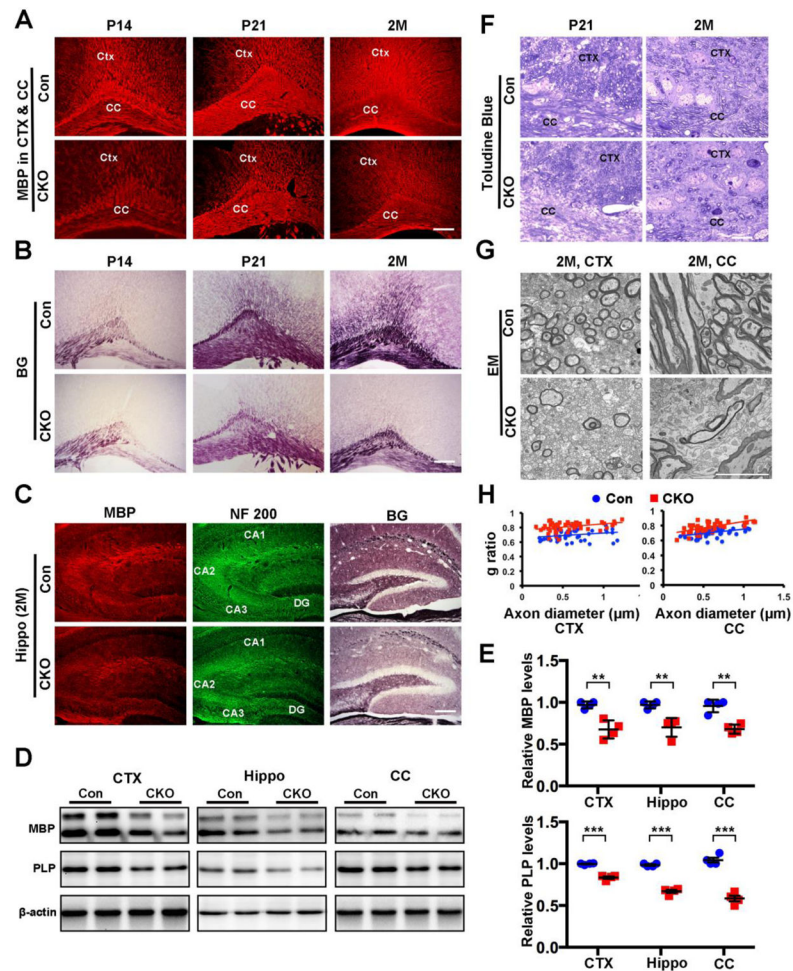 A
P14 P21 2M
MBP in CTX & CC
Con
Ctx Ctx Ctx
CC CC CC
CKO
Ctx Ctx Ctx
CC CC CC
B
P14 P21 2M
BG
Con
CKO
C
MBP NF 200 BG
Hippo (2M)
Con
CA1
CA2
CA3 DG
CKO
CA1
CA2
CA3 DG
D
CTX Hippo CC
Con CKO Con CKO Con CKO
MBP
PLP
β-actin
F
P21 2M
Toludine Blue
Con
CTX CTX
CC CC
CKO
CTX CTX
CC CC
G
2M, CTX 2M, CC
EM
Con
CKO
H
Con CKO
g ratio
1
0.8
0.6
0.4
0.2
0
0 0.5 1 1.5
Axon diameter (μm)
CTX
1
0.8
0.6
0.4
0.2
0
0 0.5 1 1.5
Axon diameter (μm)
CC
E
Relative MBP levels
1.5
1.0
0.5
0.0
** ** **
CTX Hippo CC
Relative PLP levels
1.5
1.0
0.5
0.0
*** *** ***
CTX Hippo CC